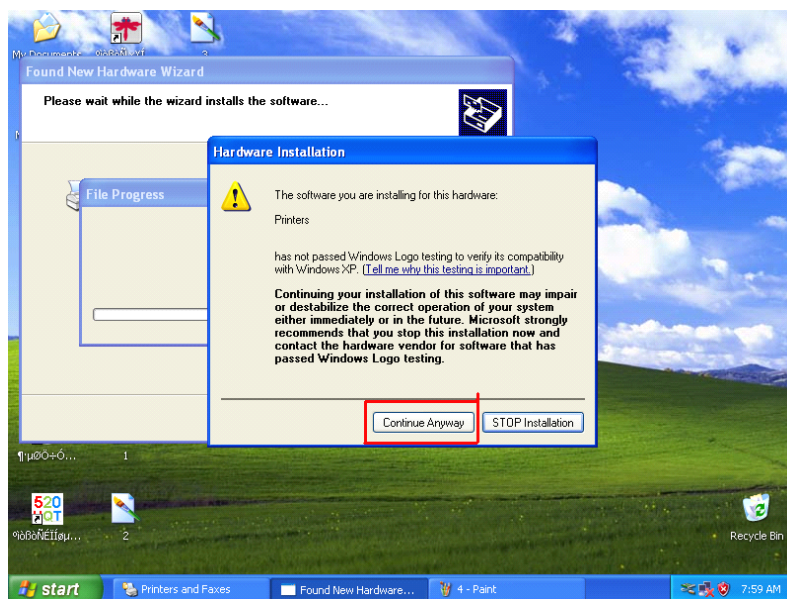 My Documents
3
Found New Hardware Wizard
Please wait while the wizard installs the software...
Hardware Installation
File Progress
The software you are installing for this hardware:
Printers
has not passed Windows Logo testing to verify its compatibility
with Windows XP. (Tell me why this testing is important.)
Continuing your installation of this software may impair
or destabilize the correct operation of your system
either immediately or in the future. Microsoft strongly
recommends that you stop this installation now and
contact the hardware vendor for software that has
passed Windows Logo testing.
Continue Anyway
STOP Installation
¶·µØÖ÷Ó...
1
520
HQT
2
Recycle Bin
start
Printers and Faxes
Found New Hardware...
4 - Paint
7:59 AM